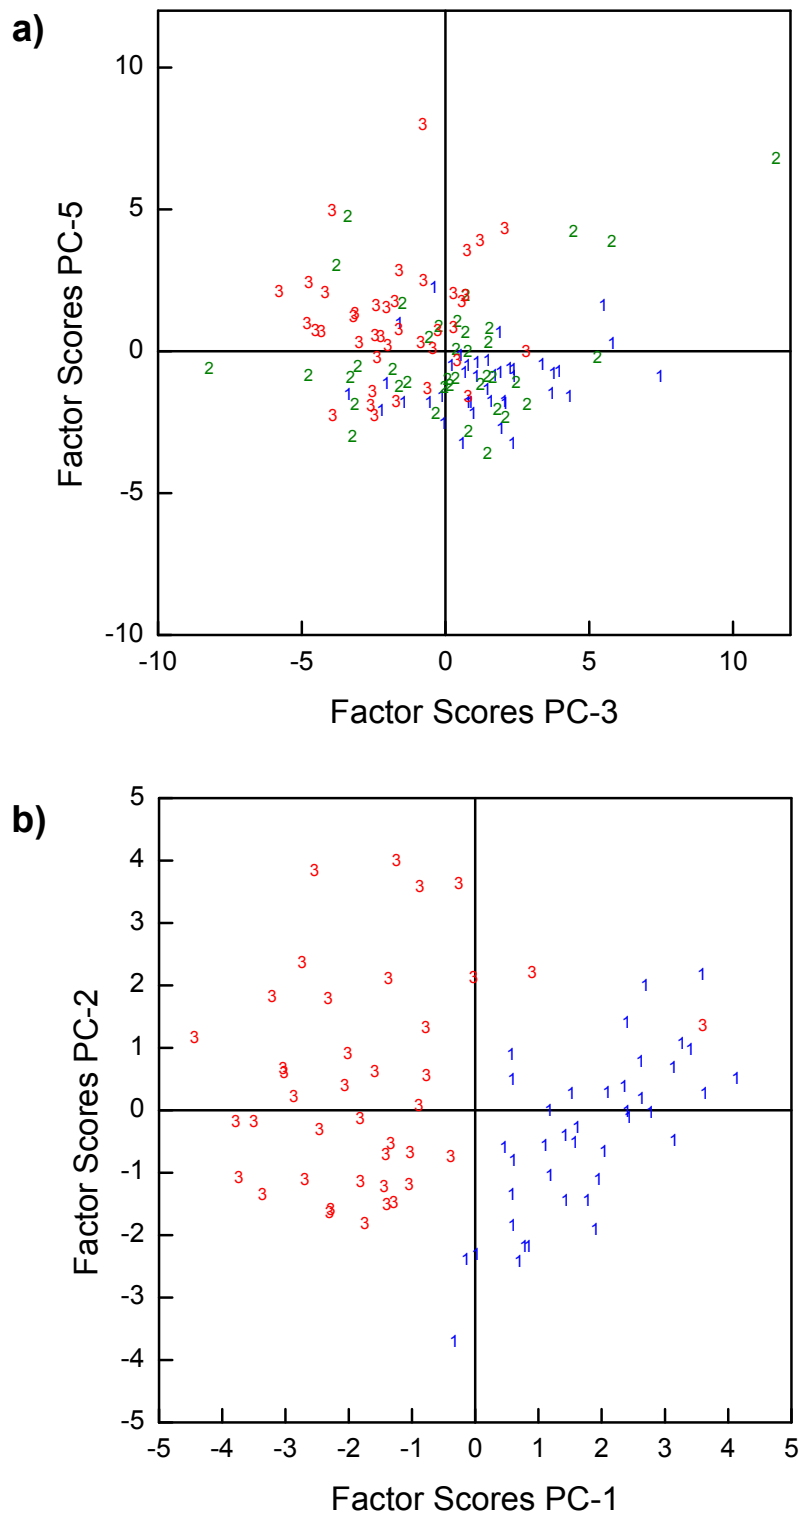 a)
10
5
0
-5
-10
Factor Scores PC-5
-10 -5 0 5 10
Factor Scores PC-3
b)
5
4
3
2
1
0
-1
-2
-3
-4
-5
Factor Scores PC-2
-5 -4 -3 -2 -1 0 1 2 3 4 5
Factor Scores PC-1